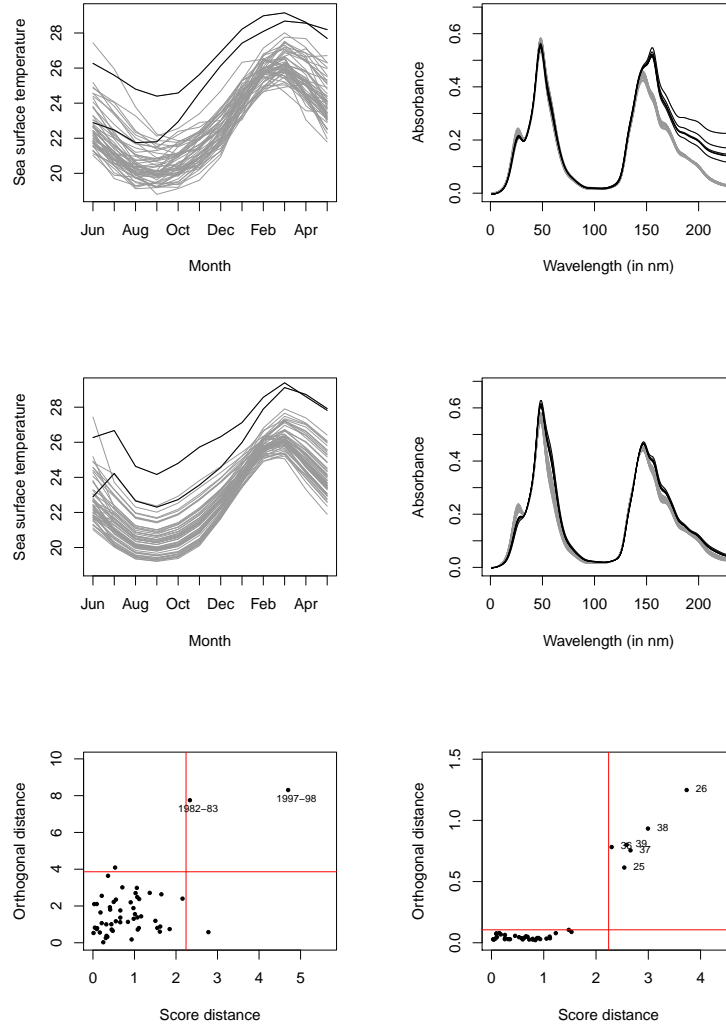 Sea surface temperature
28
26
24
22
20
Jun Aug Oct Dec Feb Apr
Month
Absorbance
0.6
0.4
0.2
0.0
0 50 100 150 200
Wavelength (in nm)
Sea surface temperature
28
26
24
22
20
Jun Aug Oct Dec Feb Apr
Month
Absorbance
0.6
0.4
0.2
0.0
0 50 100 150 200
Wavelength (in nm)
Orthogonal distance
10
8
6
4
2
0
1982−83
1997−98
0 1 2 3 4 5
Score distance
Orthogonal distance
1.5
1.0
0.5
0.0
26
38
39
37
25
0 1 2 3 4
Score distance